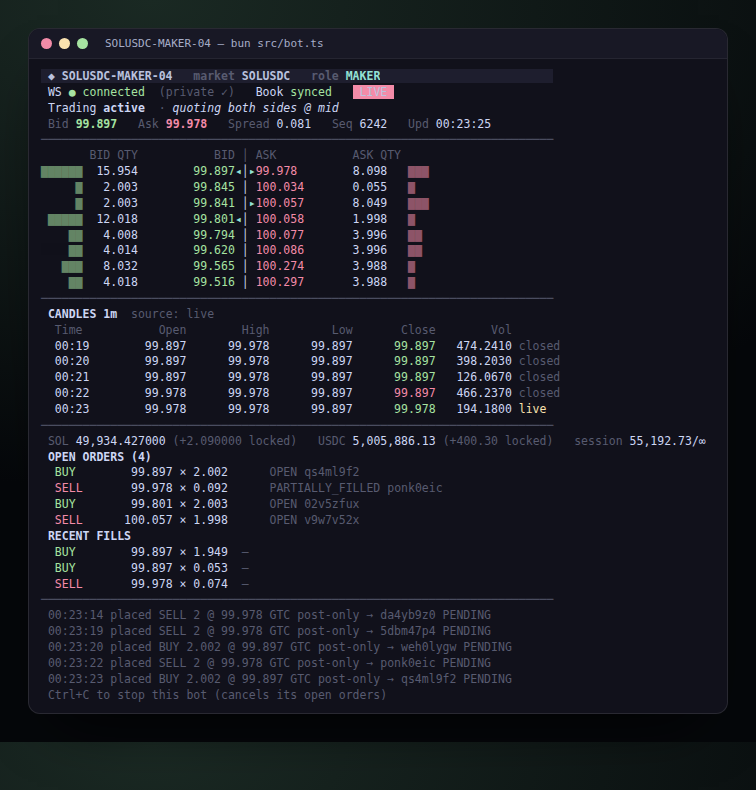 SOLUSDC-MAKER-04 — bun src/bot.ts
◆ SOLUSDC-MAKER-04 market SOLUSDC role MAKER
WS ● connected (private ✓) Book synced LIVE
Trading active · quoting both sides @ mid
Bid 99.897 Ask 99.978 Spread 0.081 Seq 6242 Upd 00:23:25
BID QTY BID │ ASK ASK QTY
15.954 99.897◂│▸99.978 8.098
2.003 99.845 │ 100.034 0.055
2.003 99.841 │▸100.057 8.049
12.018 99.801◂│ 100.058 1.998
4.008 99.794 │ 100.077 3.996
4.014 99.620 │ 100.086 3.996
8.032 99.565 │ 100.274 3.988
4.018 99.516 │ 100.297 3.988
CANDLES 1m source: live
Time Open High Low Close Vol
00:19 99.897 99.978 99.897 99.897 474.2410 closed
00:20 99.897 99.978 99.897 99.897 398.2030 closed
00:21 99.897 99.978 99.897 99.897 126.0670 closed
00:22 99.978 99.978 99.897 99.897 466.2370 closed
00:23 99.978 99.978 99.897 99.978 194.1800 live
SOL 49,934.427000 (+2.090000 locked) USDC 5,005,886.13 (+400.30 locked) session 55,192.73/∞
OPEN ORDERS (4)
BUY 99.897 × 2.002 OPEN qs4ml9f2
SELL 99.978 × 0.092 PARTIALLY_FILLED ponk0eic
BUY 99.801 × 2.003 OPEN 02v5zfux
SELL 100.057 × 1.998 OPEN v9w7v52x
RECENT FILLS
BUY 99.897 × 1.949 —
BUY 99.897 × 0.053 —
SELL 99.978 × 0.074 —
00:23:14 placed SELL 2 @ 99.978 GTC post-only → da4yb9z0 PENDING
00:23:19 placed SELL 2 @ 99.978 GTC post-only → 5dbm47p4 PENDING
00:23:20 placed BUY 2.002 @ 99.897 GTC post-only → weh0lygw PENDING
00:23:22 placed SELL 2 @ 99.978 GTC post-only → ponk0eic PENDING
00:23:23 placed BUY 2.002 @ 99.897 GTC post-only → qs4ml9f2 PENDING
Ctrl+C to stop this bot (cancels its open orders)